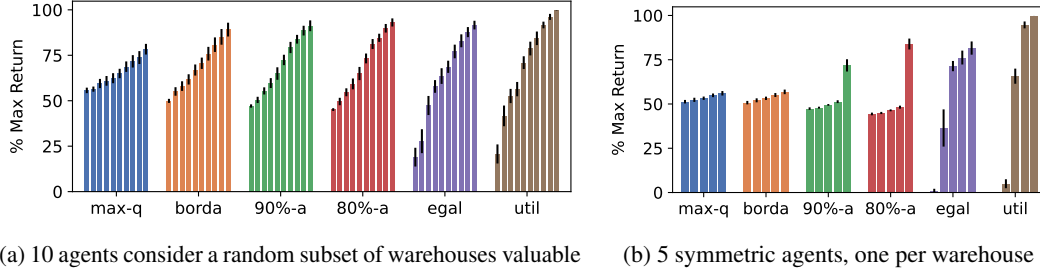 100
75
50
25
0
% Max Return
max-q borda 90%-a 80%-a egal util
(a) 10 agents consider a random subset of warehouses valuable
100
75
50
25
0
% Max Return
max-q borda 90%-a 80%-a egal util
(b) 5 symmetric agents, one per warehouse